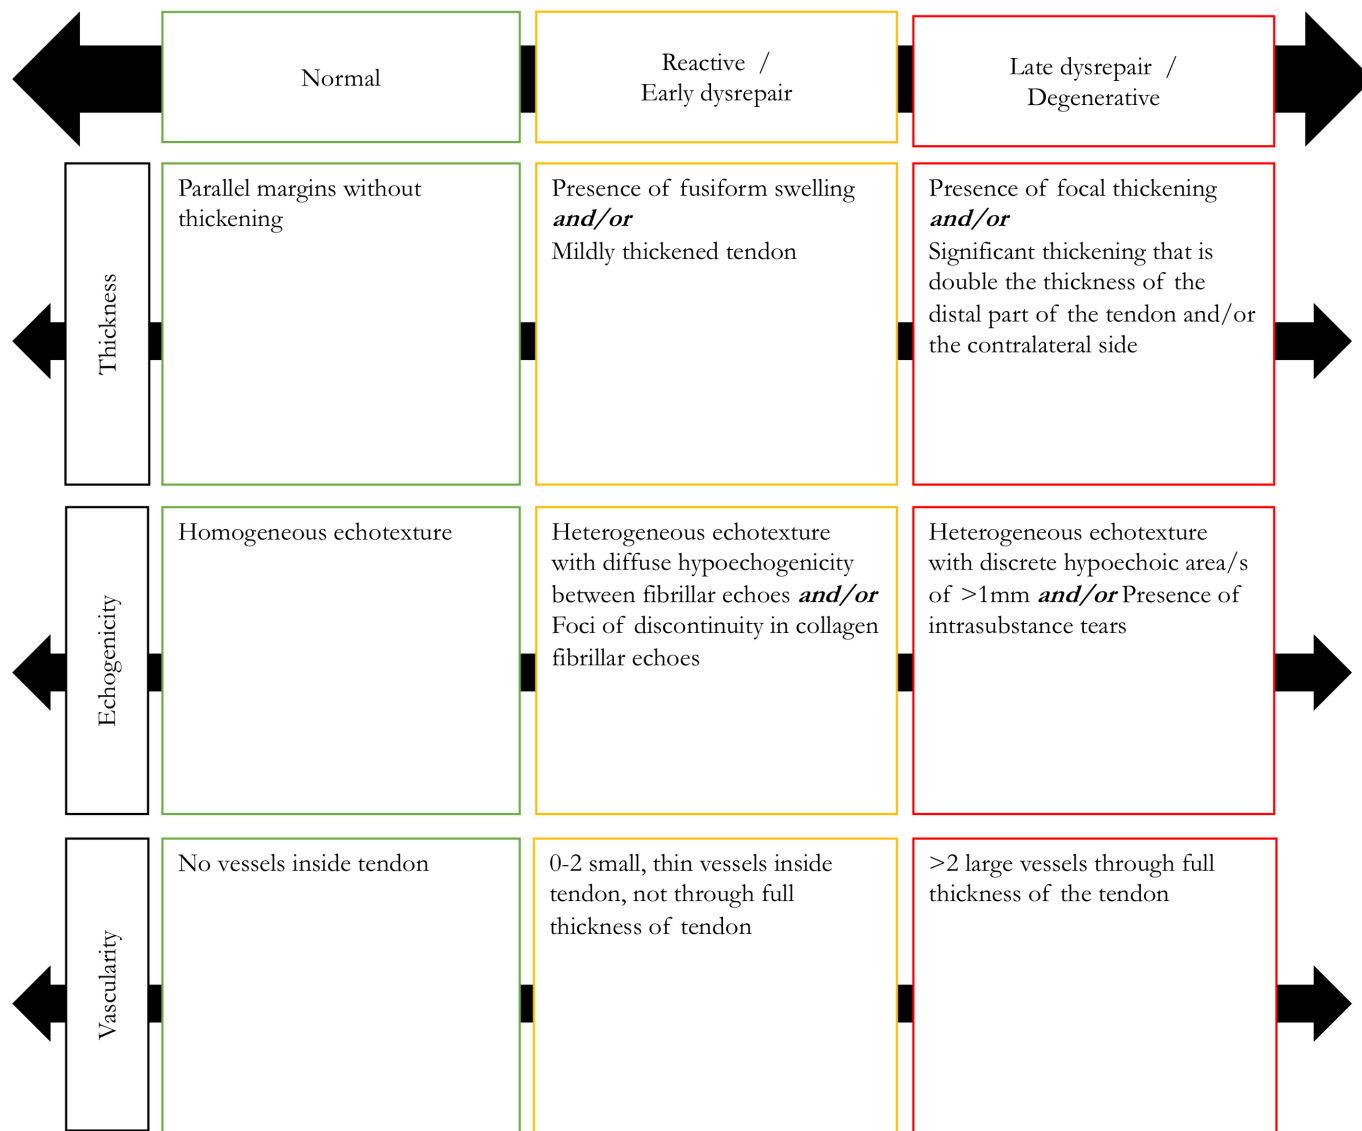 Normal
Reactive /
Early dysrepair
Late dysrepair /
Degenerative
Thickness
Parallel margins without
thickening
Presence of fusiform swelling
and/or
Mildly thickened tendon
Presence of focal thickening
and/or
Significant thickening that is
double the thickness of the
distal part of the tendon and/or
the contralateral side
Echogenicity
Homogeneous echotexture
Heterogeneous echotexture
with diffuse hypoechogenicity
between fibrillar echoes and/or
Foci of discontinuity in collagen
fibrillar echoes
Heterogeneous echotexture
with discrete hypoechoic area/s
of >1mm and/or Presence of
intrasubstance tears
Vascularity
No vessels inside tendon
0-2 small, thin vessels inside
tendon, not through full
thickness of tendon
>2 large vessels through full
thickness of the tendon